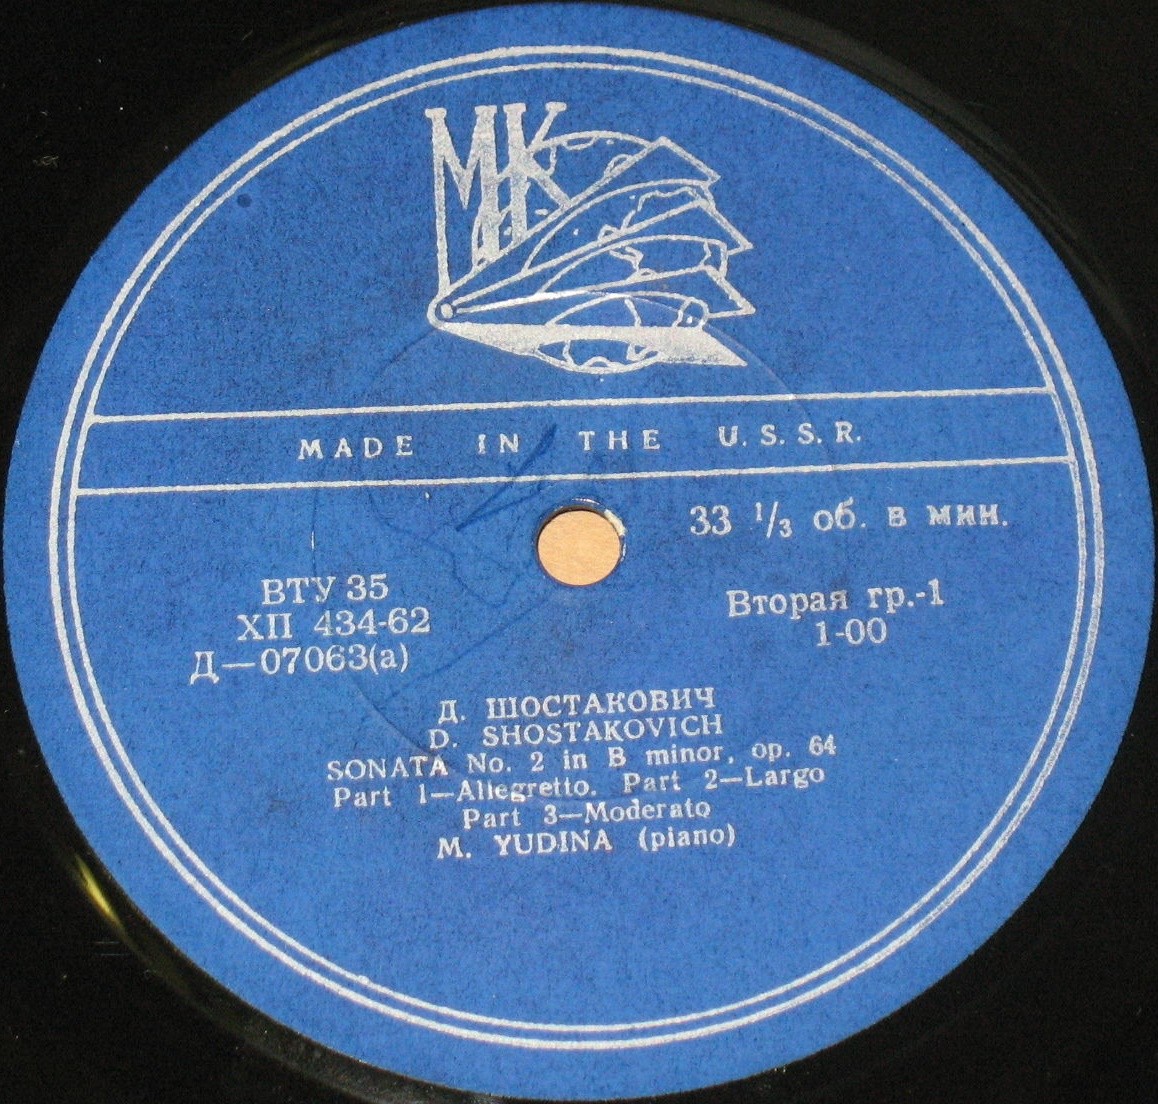 МК
MADE IN THE U.S.S.R.
33 1/3 об. в мин.
ВТУ 35
ХП 434-62
Д—07063(а)
Вторая гр.-1
1-00
Д. ШОСТАКОВИЧ
D. SHOSTAKOVICH
SONATA No. 2 in B minor, op. 64
Part 1—Allegretto. Part 2—Largo
Part 3—Moderato
M. YUDINA (piano)